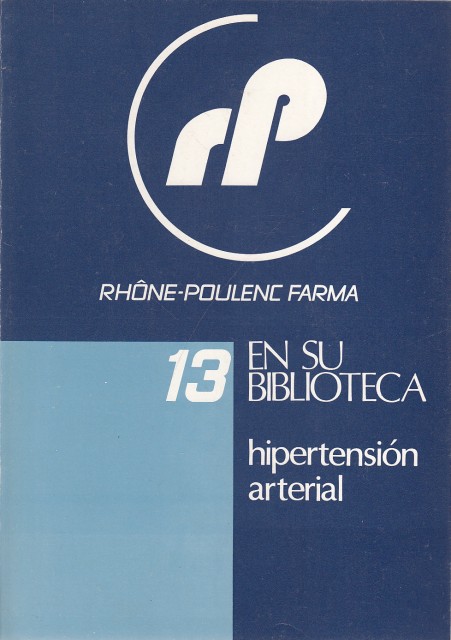 rP
RHÔNE-POULENC FARMA
13
EN SU
BIBLIOTECA
hipertensión
arterial